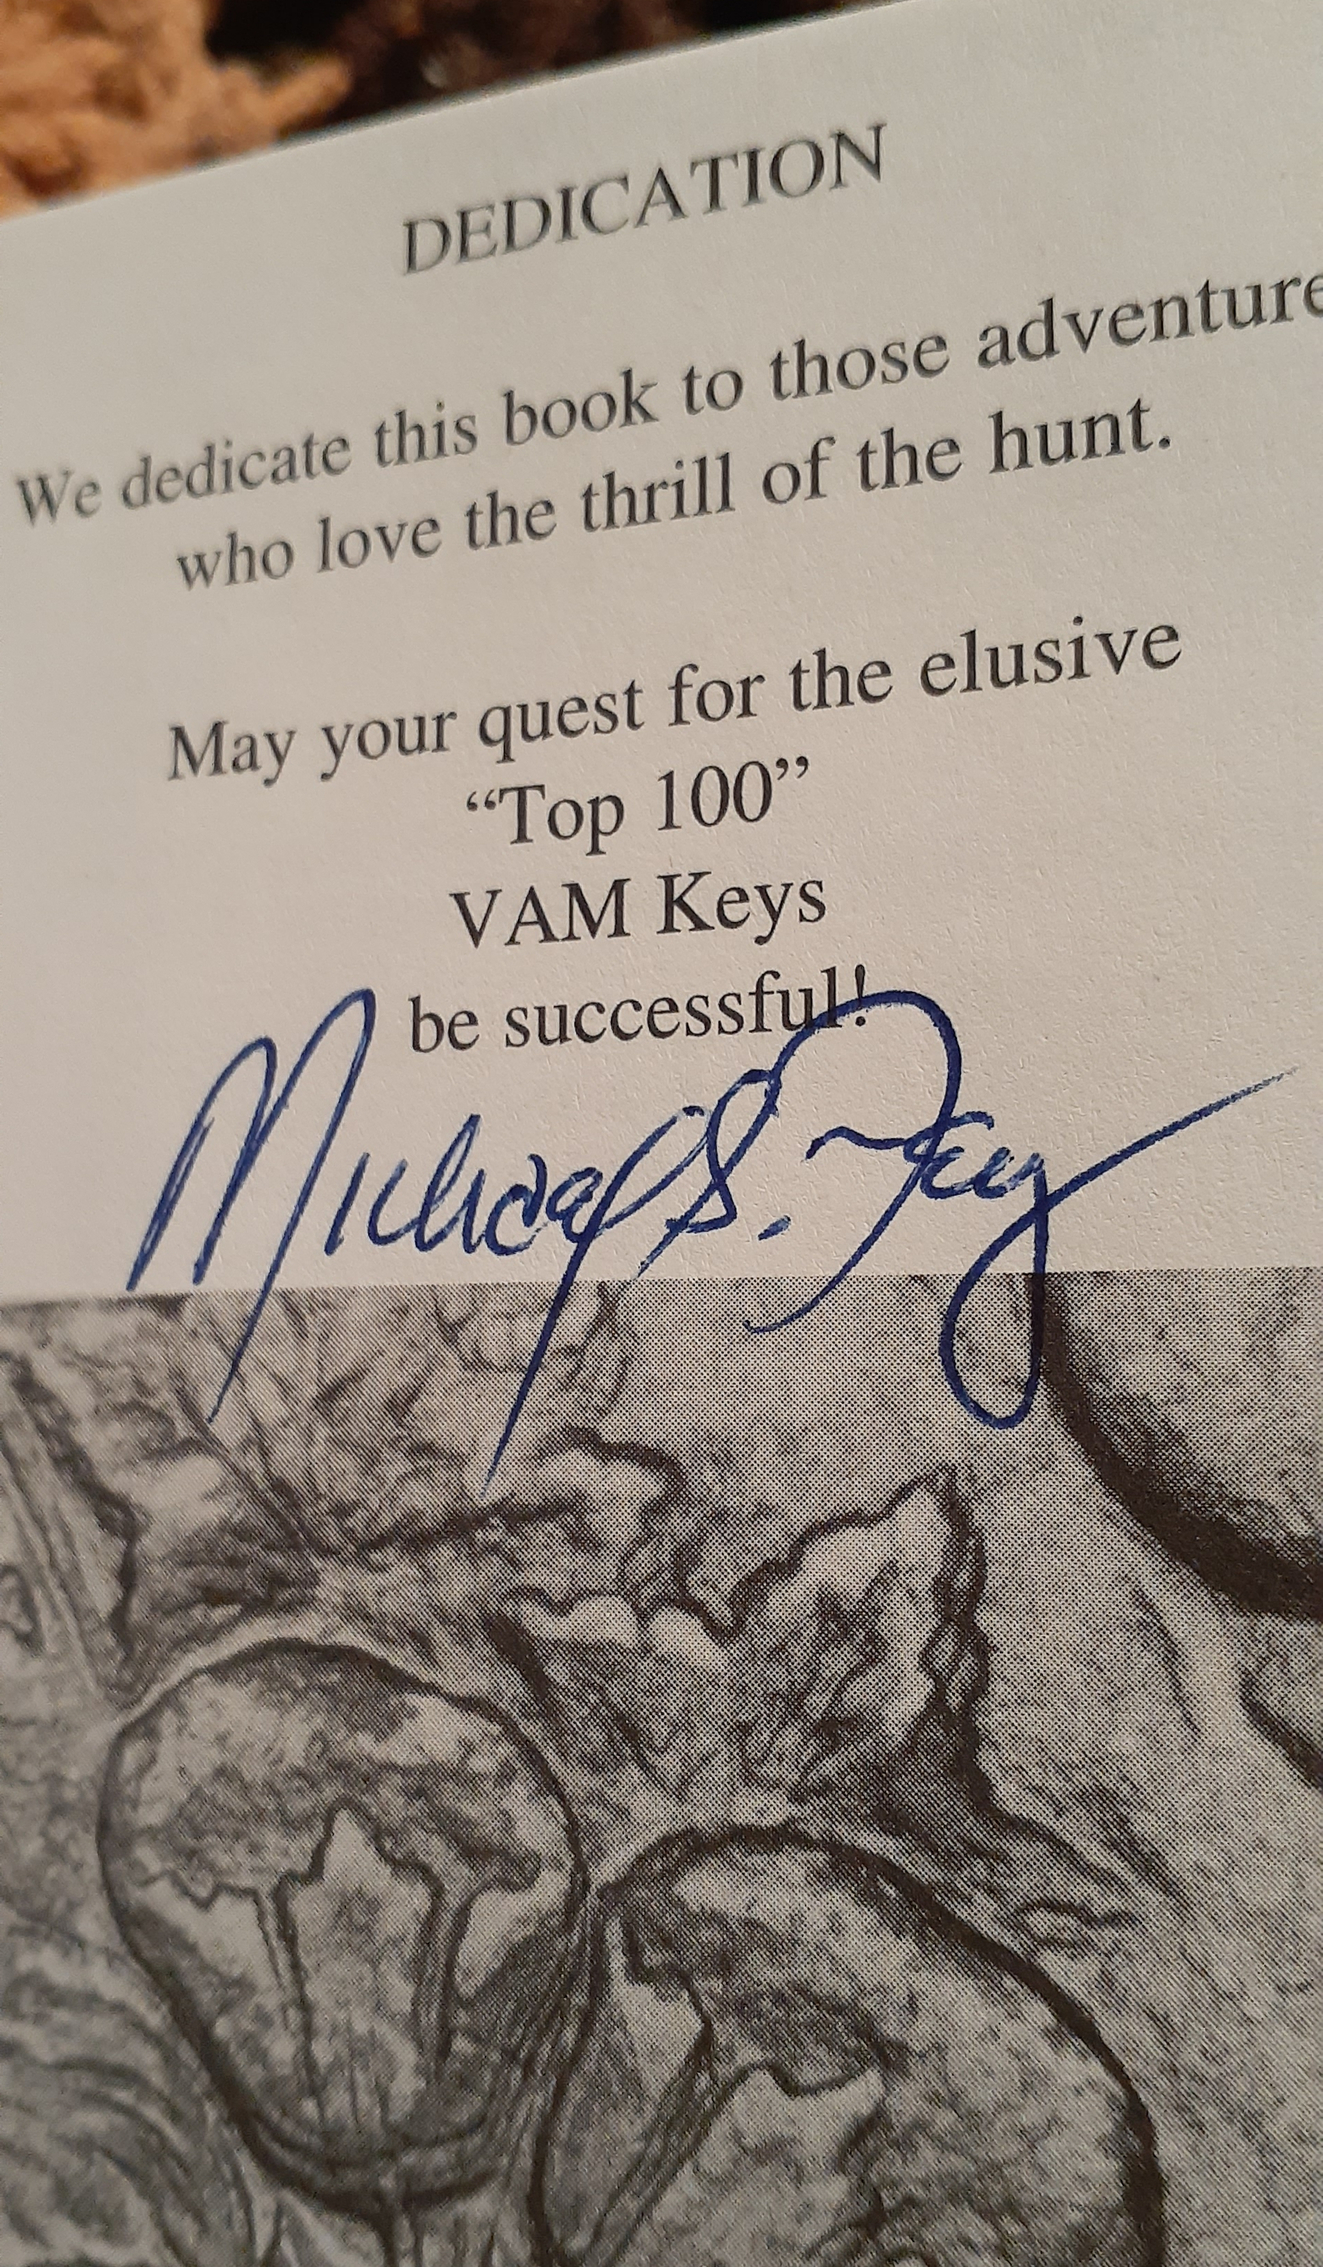 DEDICATION
We dedicate this book to those adventure
who love the thrill of the hunt.
May your quest for the elusive
“Top 100”
VAM Keys
be successful!
Michael S. Fey